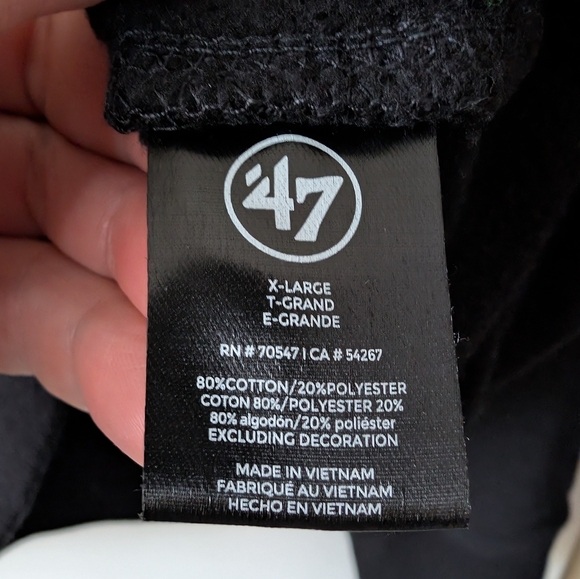 '47
X-LARGE
T-GRAND
E-GRANDE
RN # 70547 | CA # 54267
80%COTTON/20%POLYESTER
COTON 80%/POLYESTER 20%
80% algodón/20% poliéster
EXCLUDING DECORATION
MADE IN VIETNAM
FABRIQUÉ AU VIETNAM
HECHO EN VIETNAM